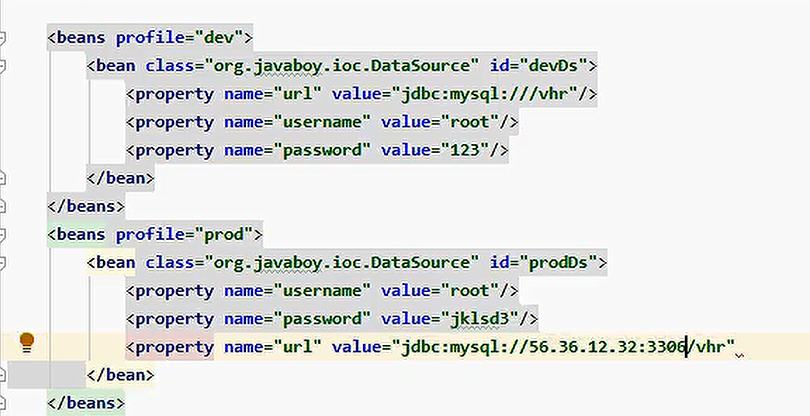 <beans profile="dev">
<bean class="org.javaboy.ioc.DataSource" id="devDs">
<property name="url" value="jdbc:mysql:///vhr"/>
<property name="username" value="root"/>
<property name="password" value="123"/>
</bean>
</beans>
<beans profile="prod">
<bean class="org.javaboy.ioc.DataSource" id="prodDs">
<property name="username" value="root"/>
<property name="password" value="jklsd3"/>
<property name="url" value="jdbc:mysql://56.36.12.32:3306/vhr"
</bean>
</beans>